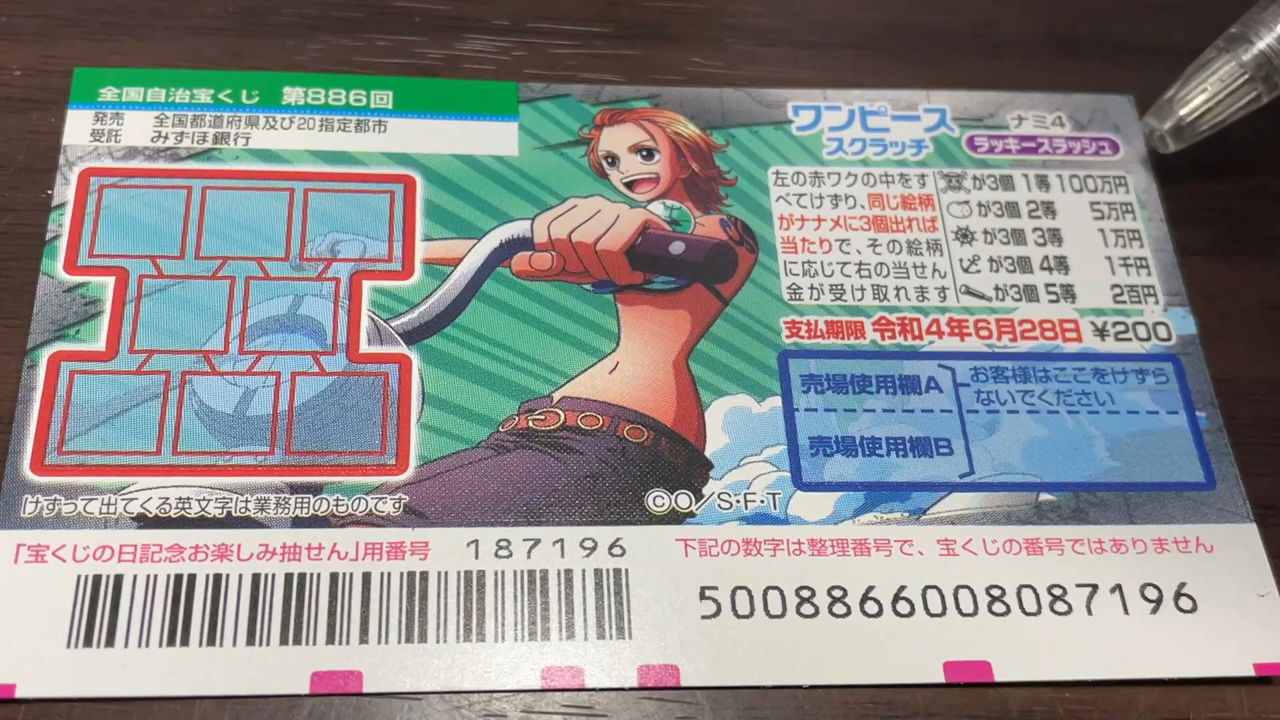 全国自治宝くじ 第886回
発売 全国都道府県及び20指定都市
受託 みずほ銀行
ワンピース
スクラッチ
ナミ4
ラッキースラッシュ
左の赤ワクの中をす
べてけずり、同じ絵柄
がナナメに3個出れば
当たりで、その絵柄
に応じて右の当せん
金が受け取れます
が3個 1等 100万円
が3個 2等 5万円
が3個 3等 1万円
が3個 4等 1千円
が3個 5等 2百円
支払期限 令和4年6月28日 ¥200
売場使用欄A
売場使用欄B
お客様はここをけずら
ないでください
けずって出てくる英文字は業務用のものです
©O/S・F・T
「宝くじの日記念お楽しみ抽せん」用番号 187196
下記の数字は整理番号で、宝くじの番号ではありません
5008866008087196